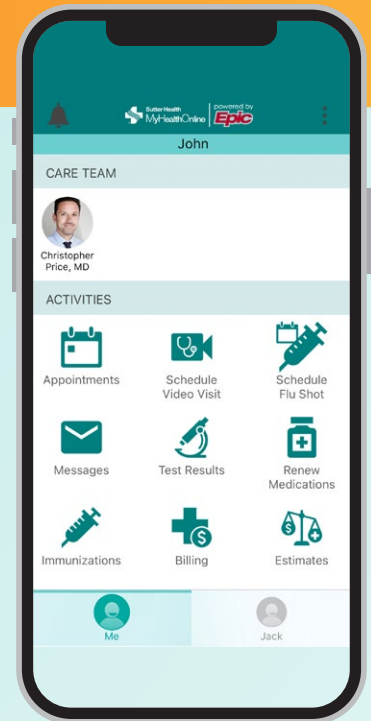 Sutter Health
MyHealthOnline
powered by
Epic
John
CARE TEAM
Christopher
Price, MD
ACTIVITIES
Appointments
Schedule
Video Visit
Schedule
Flu Shot
Messages
Test Results
Renew
Medications
Immunizations
Billing
Estimates
Me
Jack